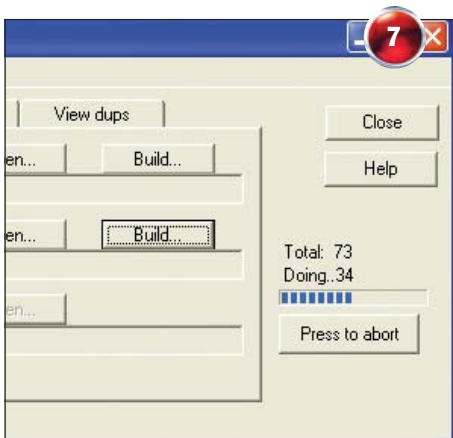 7
View dups
Close
en...
Build...
Help
en...
Build...
Total: 73
Doing..34
en...
Press to abort